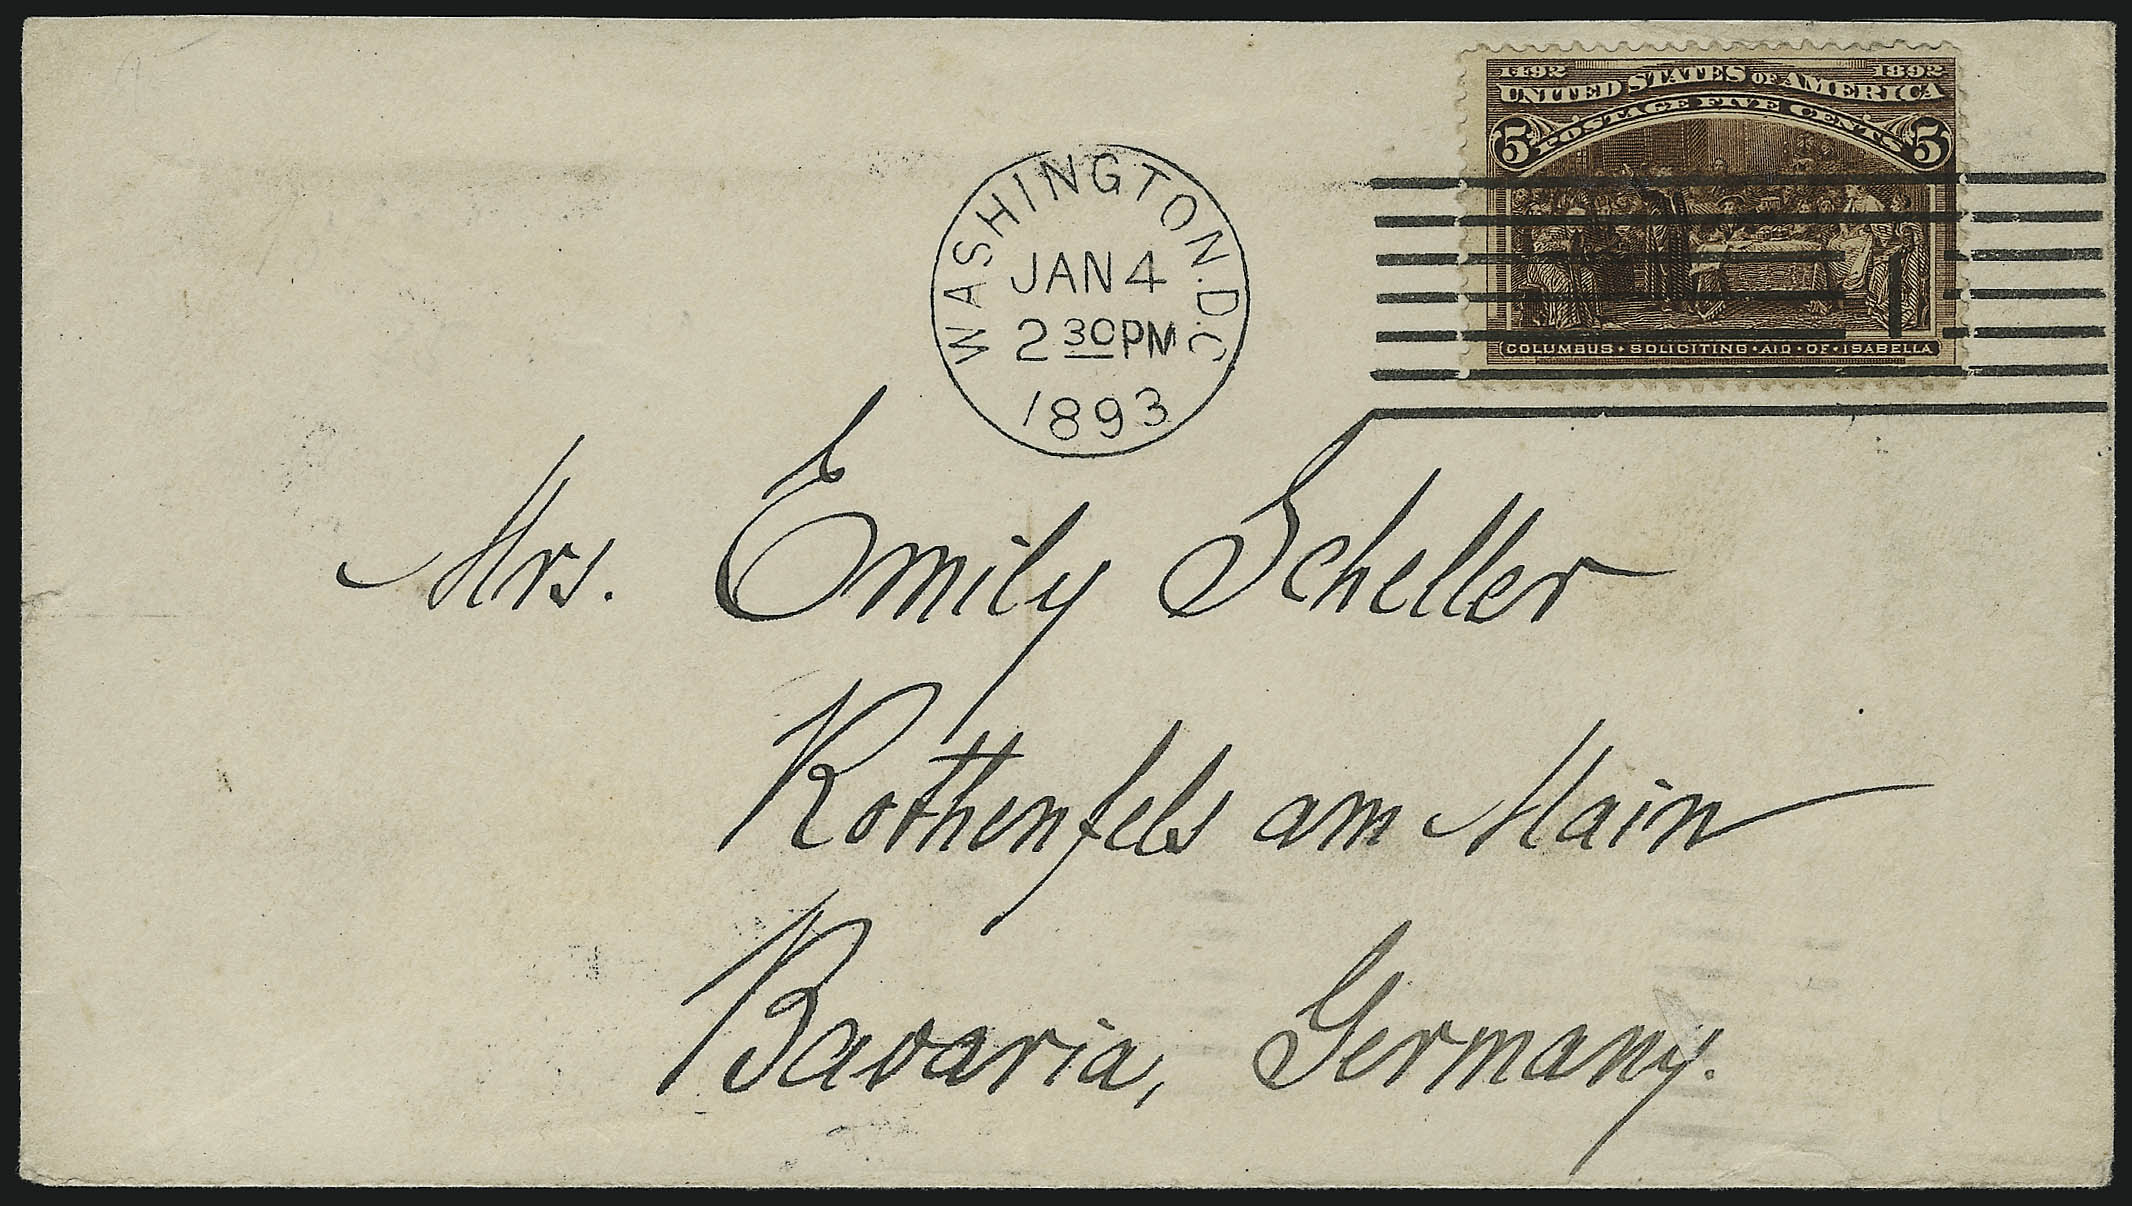 1492 1892
UNITED STATES OF AMERICA
POSTAGE FIVE CENTS
5 5
COLUMBUS · SOLICITING · AID · OF · ISABELLA
WASHINGTON. D.C.
JAN 4
2 30 PM
1893
1
Mrs. Emily Scheller
Rothenfels am Main
Bavaria, Germany.